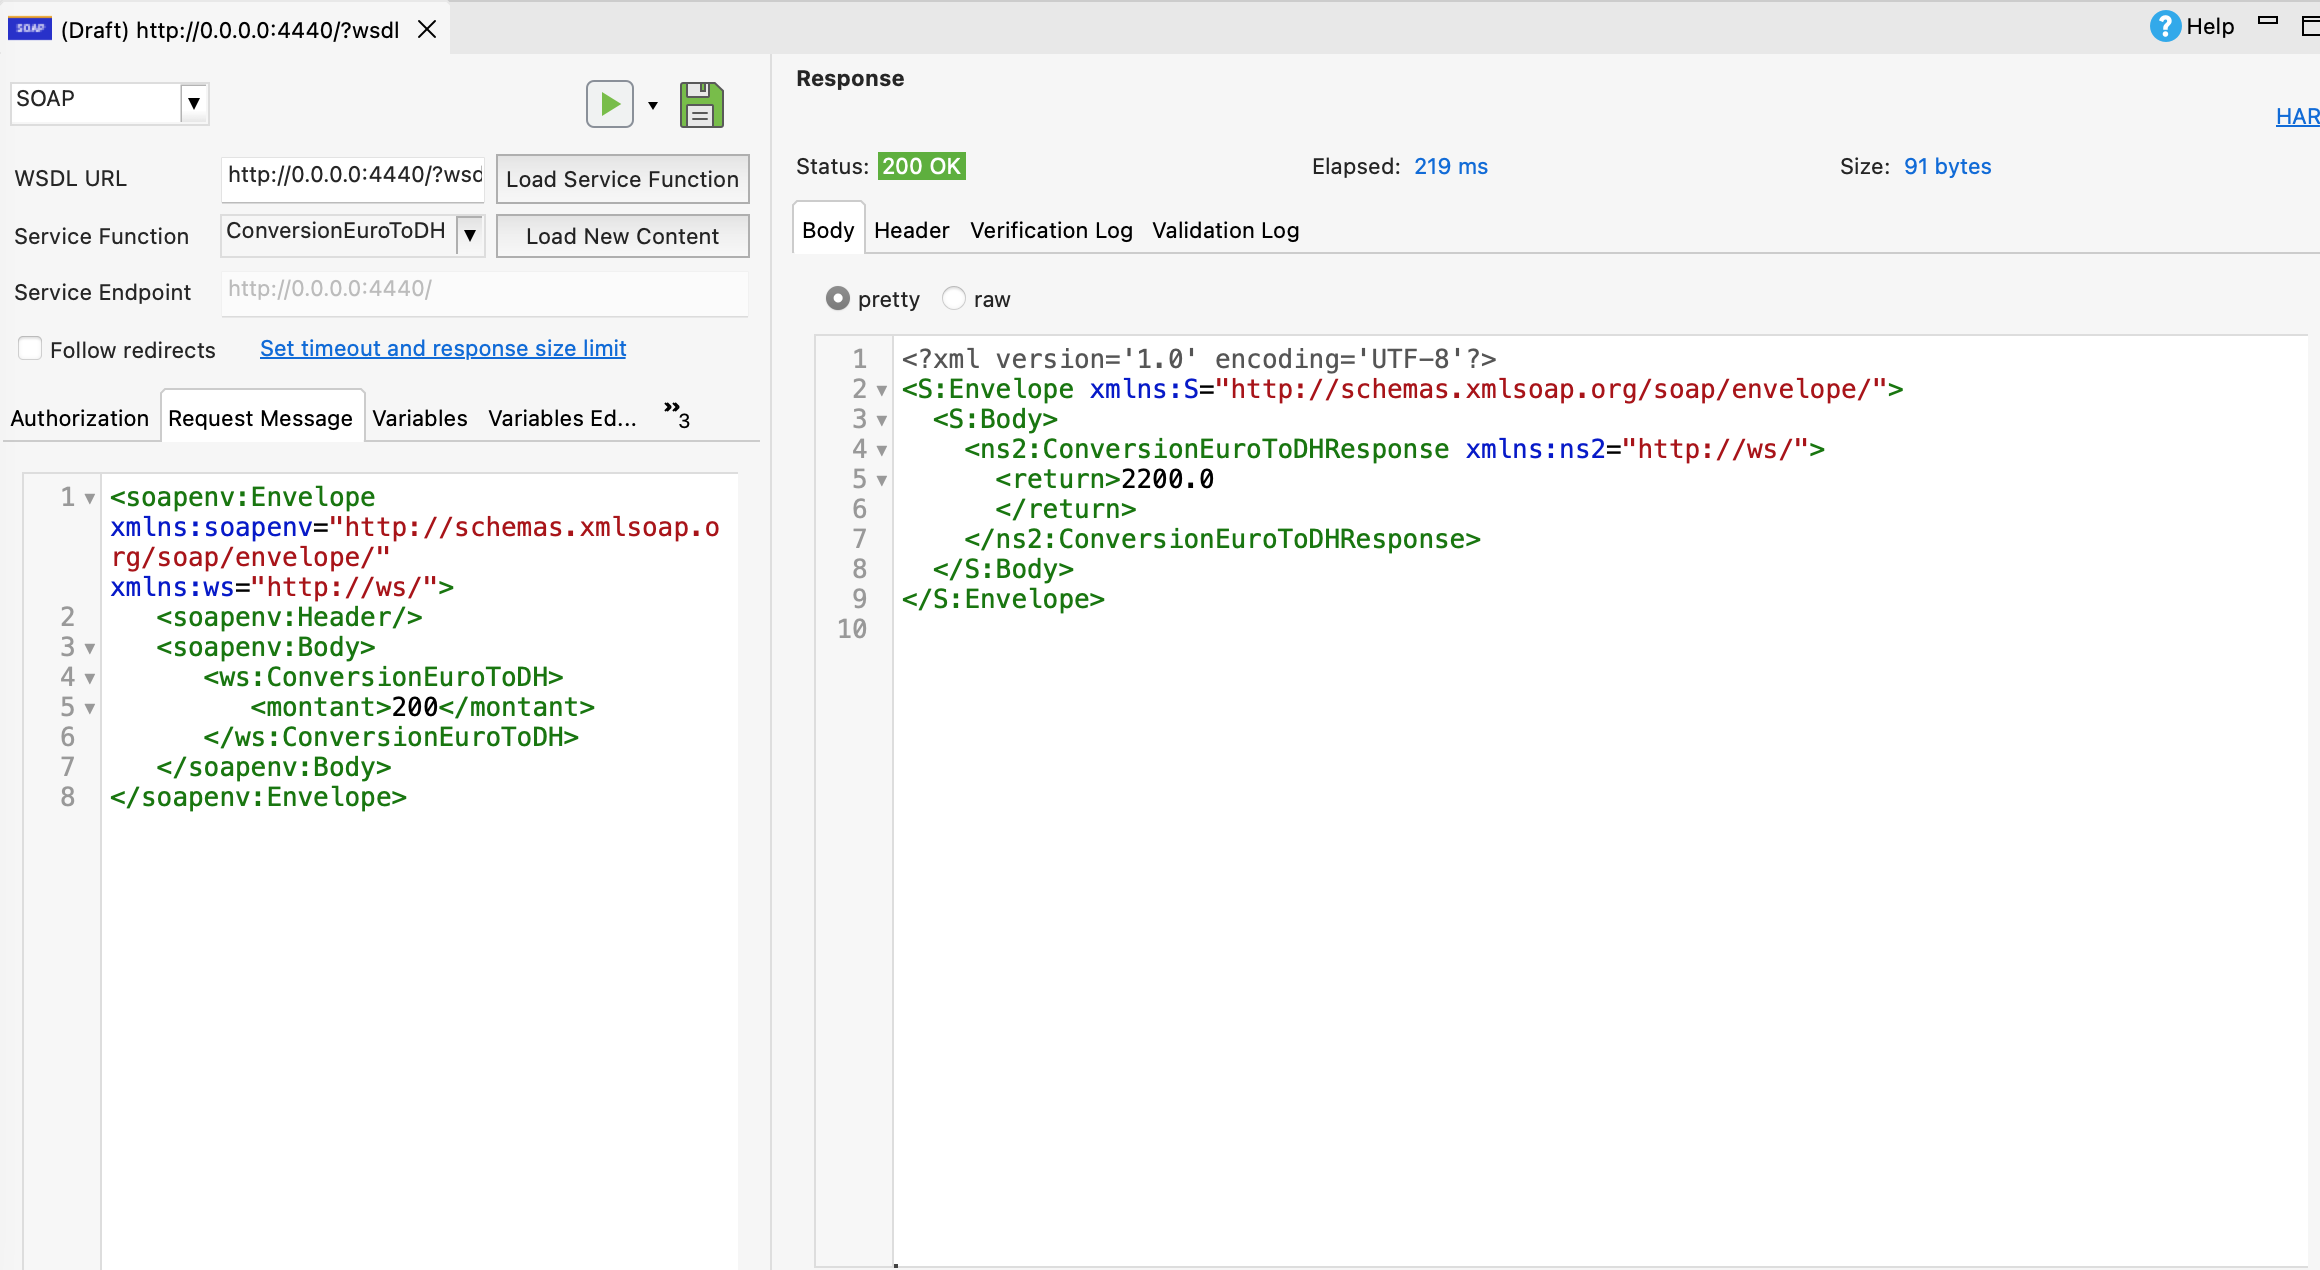 SOAP (Draft) http://0.0.0.0:4440/?wsdl
Help
SOAP
WSDL URL http://0.0.0.0:4440/?wsd Load Service Function
Service Function ConversionEuroToDH Load New Content
Service Endpoint http://0.0.0.0:4440/
Follow redirects Set timeout and response size limit
Authorization Request Message Variables Variables Ed... »3
1 <soapenv:Envelope
xmlns:soapenv="http://schemas.xmlsoap.o
rg/soap/envelope/"
xmlns:ws="http://ws/">
2 <soapenv:Header/>
3 <soapenv:Body>
4 <ws:ConversionEuroToDH>
5 <montant>200</montant>
6 </ws:ConversionEuroToDH>
7 </soapenv:Body>
8 </soapenv:Envelope>
Response
HAR
Status: 200 OK Elapsed: 219 ms Size: 91 bytes
Body Header Verification Log Validation Log
pretty raw
1 <?xml version='1.0' encoding='UTF-8'?>
2 <S:Envelope xmlns:S="http://schemas.xmlsoap.org/soap/envelope/">
3 <S:Body>
4 <ns2:ConversionEuroToDHResponse xmlns:ns2="http://ws/">
5 <return>2200.0
6 </return>
7 </ns2:ConversionEuroToDHResponse>
8 </S:Body>
9 </S:Envelope>
10